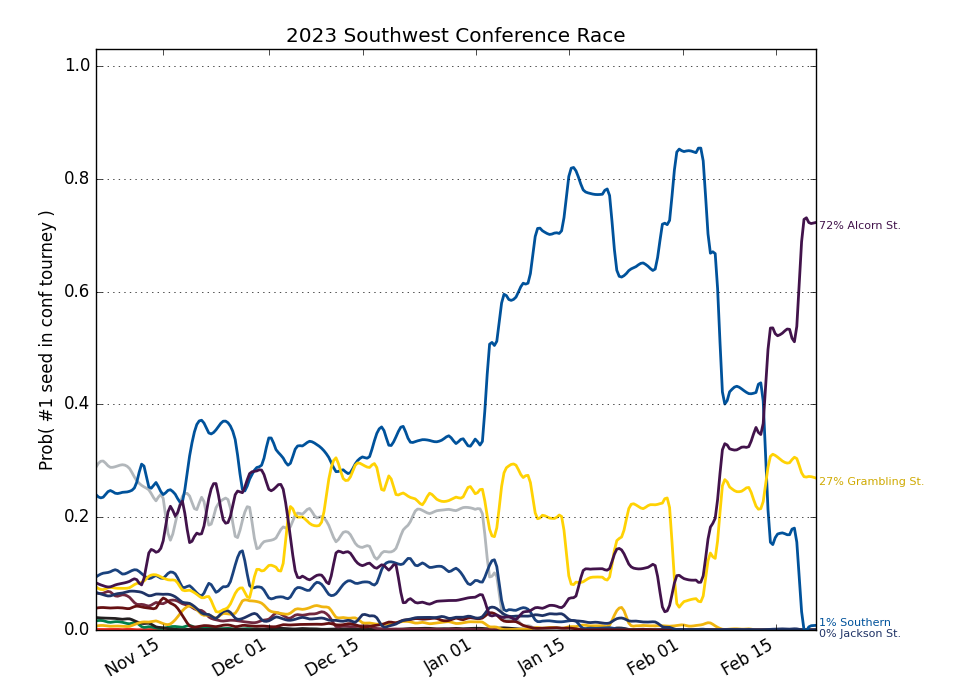 2023 Southwest Conference Race
Prob( #1 seed in conf tourney )
1.0
0.8
0.6
0.4
0.2
0.0
72% Alcorn St.
27% Grambling St.
1% Southern
0% Jackson St.
Nov 15
Dec 01
Dec 15
Jan 01
Jan 15
Feb 01
Feb 15